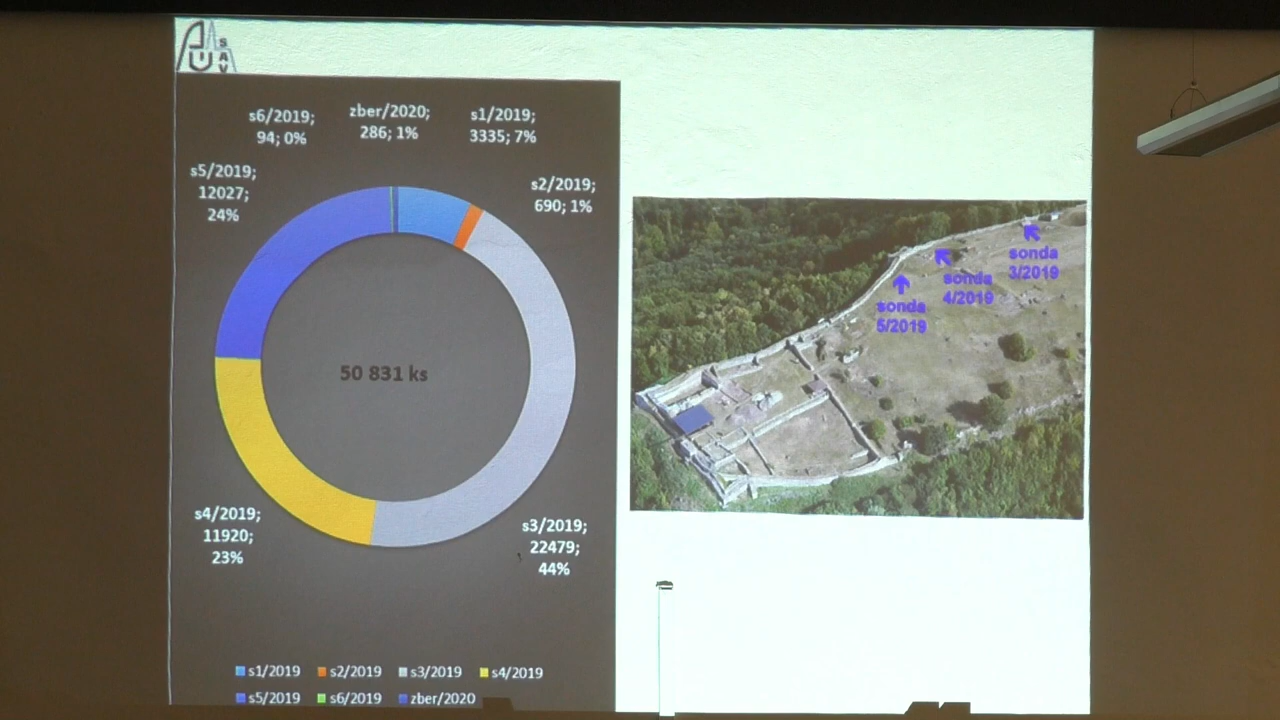 AU SAV
s6/2019;
94; 0%
zber/2020;
286; 1%
s1/2019;
3335; 7%
s5/2019;
12027;
24%
s2/2019;
690; 1%
50 831 ks
s4/2019;
11920;
23%
s3/2019;
22479;
44%
s1/2019 s2/2019 s3/2019 s4/2019
s5/2019 s6/2019 zber/2020
sonda
3/2019
sonda
4/2019
sonda
5/2019